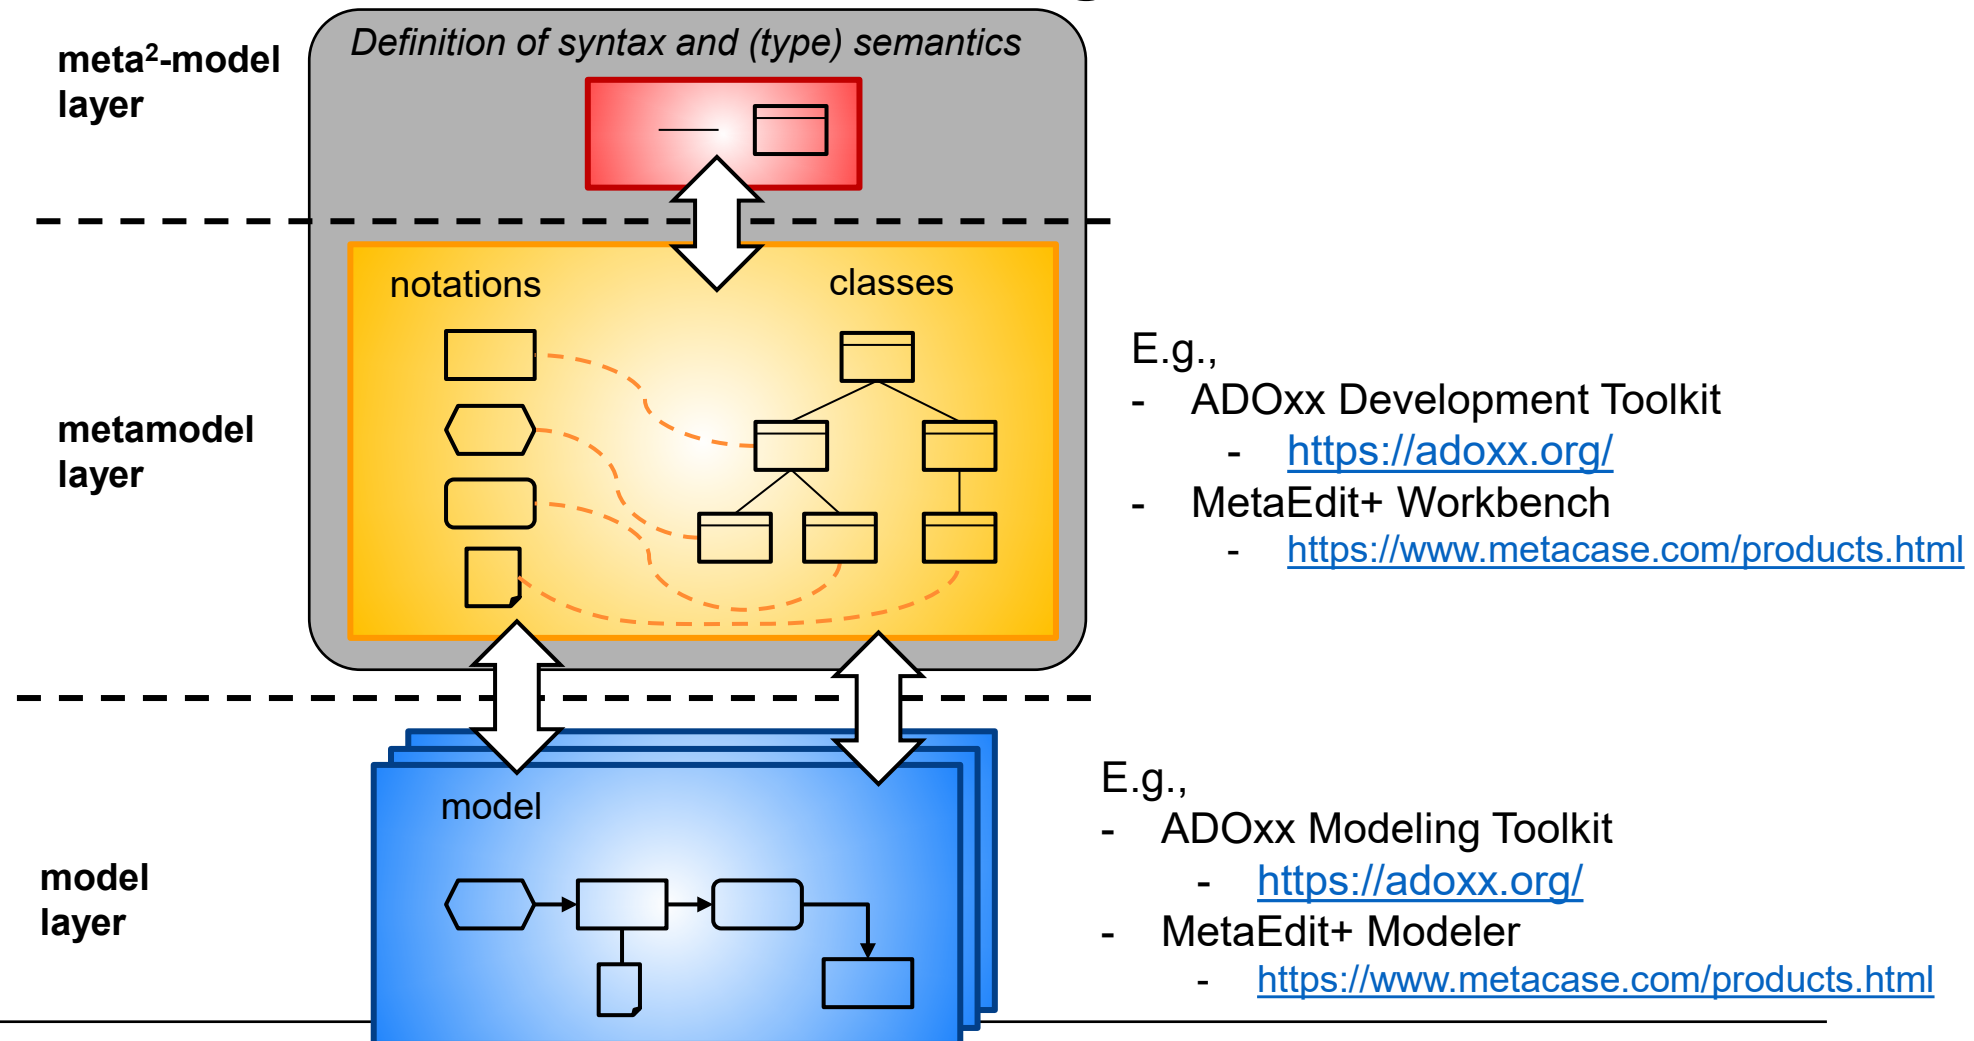 meta²-model
layer
Definition of syntax and (type) semantics
notations
classes
metamodel
layer
E.g.,
- ADOxx Development Toolkit
- https://adoxx.org/
- MetaEdit+ Workbench
- https://www.metacase.com/products.html
model
model
layer
E.g.,
- ADOxx Modeling Toolkit
- https://adoxx.org/
- MetaEdit+ Modeler
- https://www.metacase.com/products.html